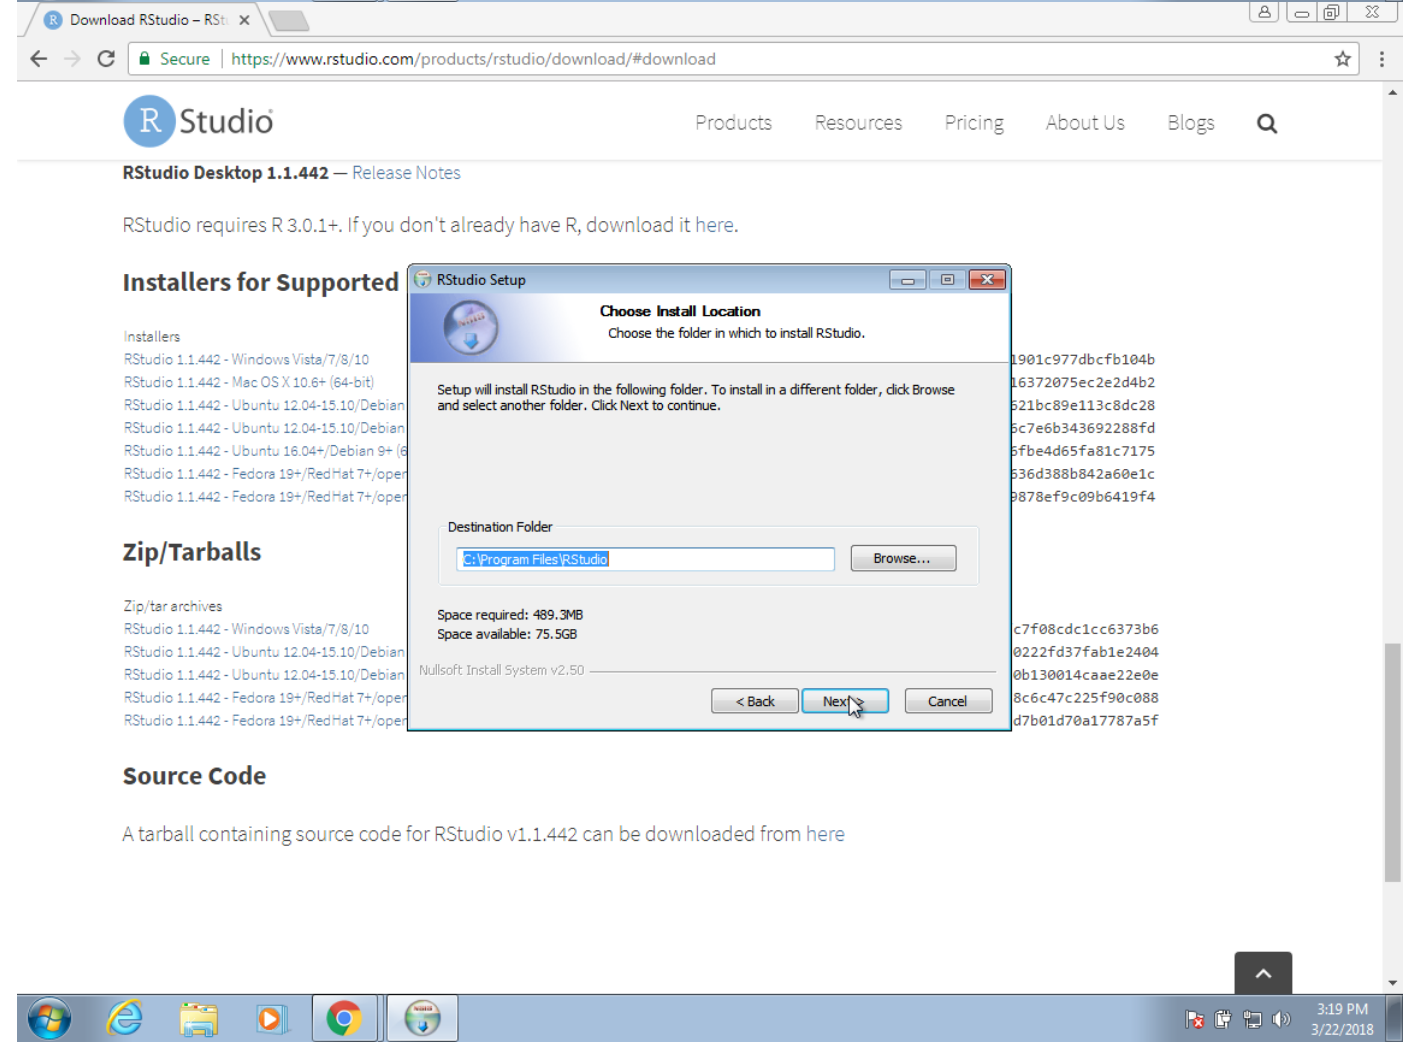 Download RStudio – RSt
Secure | https://www.rstudio.com/products/rstudio/download/#download
R Studio
Products Resources Pricing About Us Blogs
RStudio Desktop 1.1.442 — Release Notes
RStudio requires R 3.0.1+. If you don't already have R, download it here.
Installers for Supported
Installers
RStudio 1.1.442 - Windows Vista/7/8/10
RStudio 1.1.442 - Mac OS X 10.6+ (64-bit)
RStudio 1.1.442 - Ubuntu 12.04-15.10/Debian
RStudio 1.1.442 - Ubuntu 12.04-15.10/Debian
RStudio 1.1.442 - Ubuntu 16.04+/Debian 9+ (6
RStudio 1.1.442 - Fedora 19+/RedHat 7+/oper
RStudio 1.1.442 - Fedora 19+/RedHat 7+/oper
1901c977dbcfb104b
16372075ec2e2d4b2
621bc89e113c8dc28
6c7e6b343692288fd
6fbe4d65fa81c7175
636d388b842a60e1c
9878ef9c09b6419f4
Zip/Tarballs
Zip/tar archives
RStudio 1.1.442 - Windows Vista/7/8/10
RStudio 1.1.442 - Ubuntu 12.04-15.10/Debian
RStudio 1.1.442 - Ubuntu 12.04-15.10/Debian
RStudio 1.1.442 - Fedora 19+/RedHat 7+/oper
RStudio 1.1.442 - Fedora 19+/RedHat 7+/oper
c7f08cdc1cc6373b6
0222fd37fab1e2404
0b130014caae22e0e
8c6c47c225f90c088
d7b01d70a17787a5f
Source Code
A tarball containing source code for RStudio v1.1.442 can be downloaded from here
RStudio Setup
Choose Install Location
Choose the folder in which to install RStudio.
Setup will install RStudio in the following folder. To install in a different folder, click Browse
and select another folder. Click Next to continue.
Destination Folder
C:\Program Files\RStudio
Browse...
Space required: 489.3MB
Space available: 75.5GB
Nullsoft Install System v2.50
< Back Next > Cancel
3:19 PM
3/22/2018